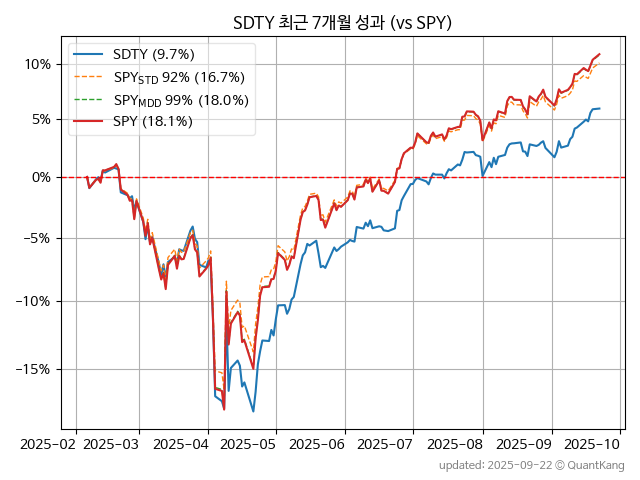 SDTY 최근 7개월 성과 (vs SPY)
SDTY (9.7%)
SPY_STD 92% (16.7%)
SPY_MDD 99% (18.0%)
SPY (18.1%)
10%
5%
0%
−5%
−10%
−15%
2025-02 2025-03 2025-04 2025-05 2025-06 2025-07 2025-08 2025-09 2025-10
updated: 2025-09-22 © QuantKang